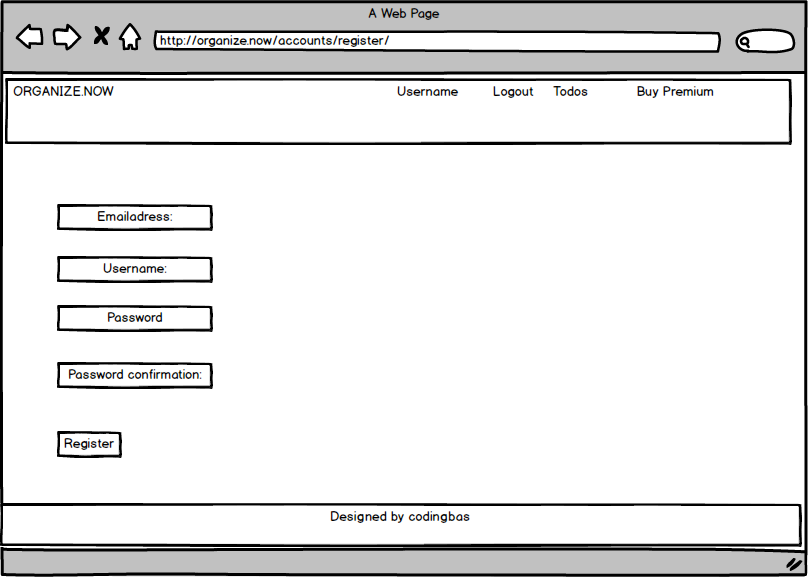 A Web Page
http://organize.now/accounts/register/
ORGANIZE.NOW Username Logout Todos Buy Premium
Emailadress:
Username:
Password
Password confirmation:
Register
Designed by codingbas